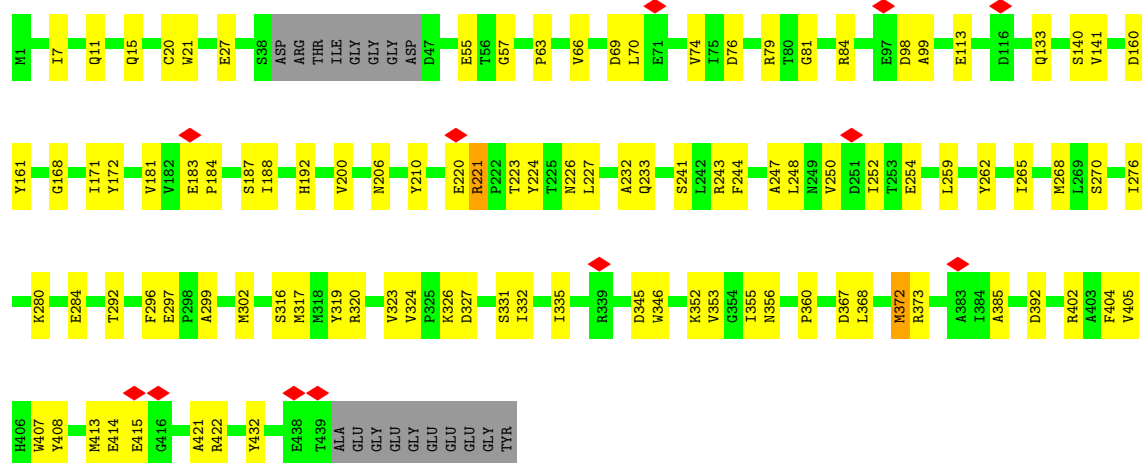 M1 I7 Q11 Q15 C20 W21 E27 S38 ASP ARG THR ILE GLY GLY GLY ASP D47 E55 T56 G57 P63 V66 D69 L70 E71 V74 I75 D76 R79 T80 G81 R84 E97 D98 A99 E113 D116 Q133 S140 V141 D160
Y161 G168 I171 Y172 V181 V182 E183 P184 S187 I188 H192 V200 N206 Y210 E220 R221 P222 T223 Y224 T225 N226 L227 A232 Q233 S241 L242 R243 F244 A247 L248 N249 V250 D251 I252 T253 E254 L259 Y262 I265 M268 L269 S270 I276
K280 E284 T292 F296 E297 P298 A299 M302 S316 M317 M318 Y319 R320 V323 V324 P325 K326 D327 S331 I332 I335 R339 D345 W346 K352 V353 G354 I355 N356 P360 D367 L368 M372 R373 A383 I384 A385 D392 R402 A403 F404 V405
H406 W407 Y408 M413 E414 E415 G416 A421 R422 Y432 E438 T439 ALA GLU GLY GLU GLY GLU GLU GLU GLY TYR